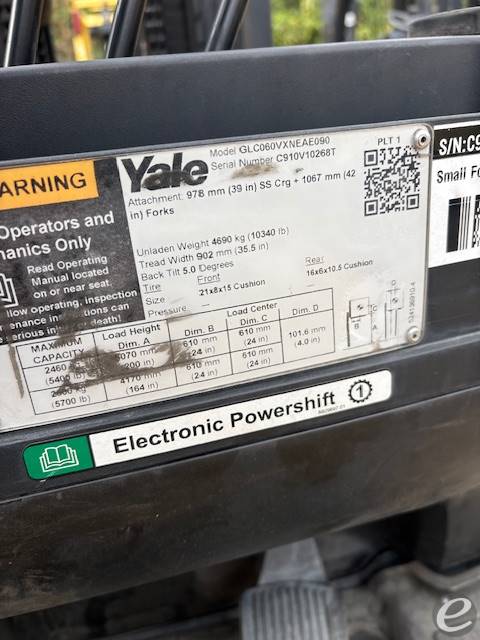 WARNING
Operators and
hanics Only
Read Operating
Manual located
on or near seat.
ollow operating, inspection
enance instructions
erious injury or death!
Yale
Model GLC060VXNEAE090
Serial Number C910V10268T
Attachment: 978 mm (39 in) SS Crg + 1067 mm (42
in) Forks
Unladen Weight 4690 kg (10340 lb)
Tread Width 902 mm (35.5 in)
Back Tilt 5.0 Degrees
Tire Front Rear
Size 21x8x15 Cushion 16x6x10.5 Cushion
Pressure — —
PLT 1
MAXIMUM CAPACITY Load Height Dim. A Dim. B Load Center Dim. C Dim. D
2460 kg (5400 lb) 5070 mm (200 in) 610 mm (24 in) 610 mm (24 in) 101.6 mm (4.0 in)
(5700 lb) 4170 mm (164 in) 610 mm (24 in) 610 mm (24 in)
D
C
A
B
S/N:C9
Small Fo
Electronic Powershift 1
e